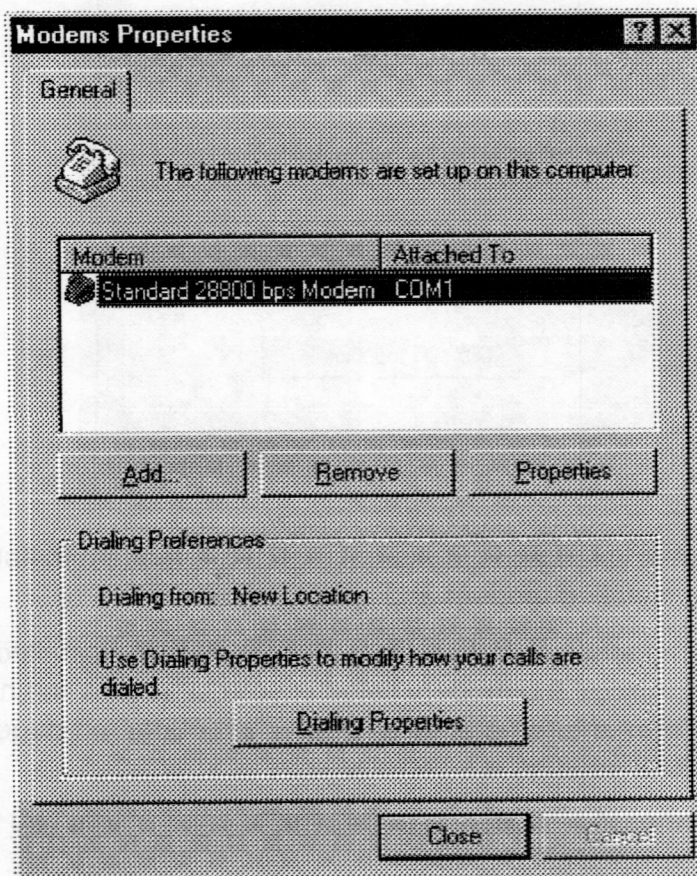 Modems Properties
General
The following modems are set up on this computer:
Modem Attached To
Standard 28800 bps Modem COM1
Add... Remove Properties
Dialing Preferences
Dialing from: New Location
Use Dialing Properties to modify how your calls are
dialed.
Dialing Properties
Close Cancel